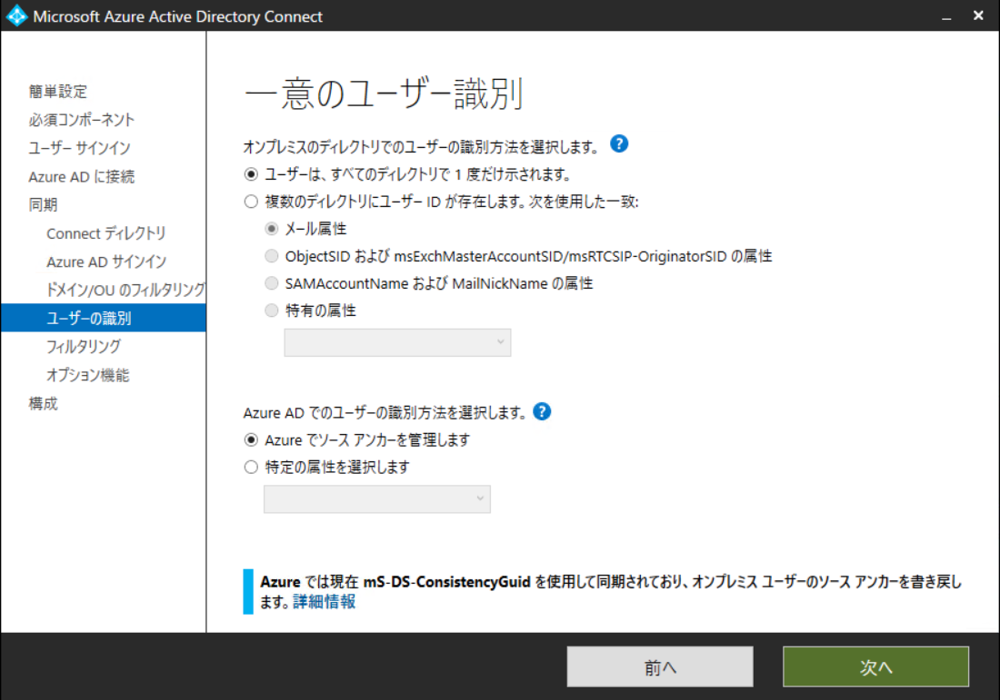 Microsoft Azure Active Directory Connect
簡単設定
必須コンポーネント
ユーザー サインイン
Azure AD に接続
同期
Connect ディレクトリ
Azure AD サインイン
ドメイン/OU のフィルタリング
ユーザーの識別
フィルタリング
オプション機能
構成
一意のユーザー識別
オンプレミスのディレクトリでのユーザーの識別方法を選択します。 ?
ユーザーは、すべてのディレクトリで 1 度だけ示されます。
複数のディレクトリにユーザー ID が存在します。次を使用した一致:
メール属性
ObjectSID および msExchMasterAccountSID/msRTCSIP-OriginatorSID の属性
SAMAccountName および MailNickName の属性
特有の属性
Azure AD でのユーザーの識別方法を選択します。 ?
Azure でソース アンカーを管理します
特定の属性を選択します
Azure では現在 mS-DS-ConsistencyGuid を使用して同期されており、オンプレミス ユーザーのソース アンカーを書き戻し
ます。詳細情報
前へ
次へ